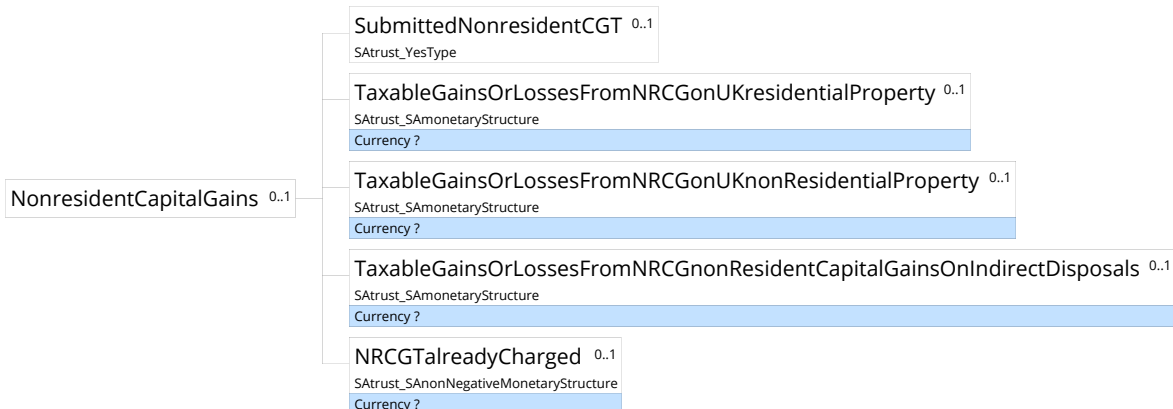 SubmittedNonresidentCGT 0..1
SAtrust_YesType
TaxableGainsOrLossesFromNRCGonUKresidentialProperty 0..1
SAtrust_SAmonetaryStructure
Currency ?
NonresidentCapitalGains 0..1
TaxableGainsOrLossesFromNRCGonUKnonResidentialProperty 0..1
SAtrust_SAmonetaryStructure
Currency ?
TaxableGainsOrLossesFromNRCGnonResidentCapitalGainsOnIndirectDisposals 0..1
SAtrust_SAmonetaryStructure
Currency ?
NRCGTalreadyCharged 0..1
SAtrust_SAnonNegativeMonetaryStructure
Currency ?